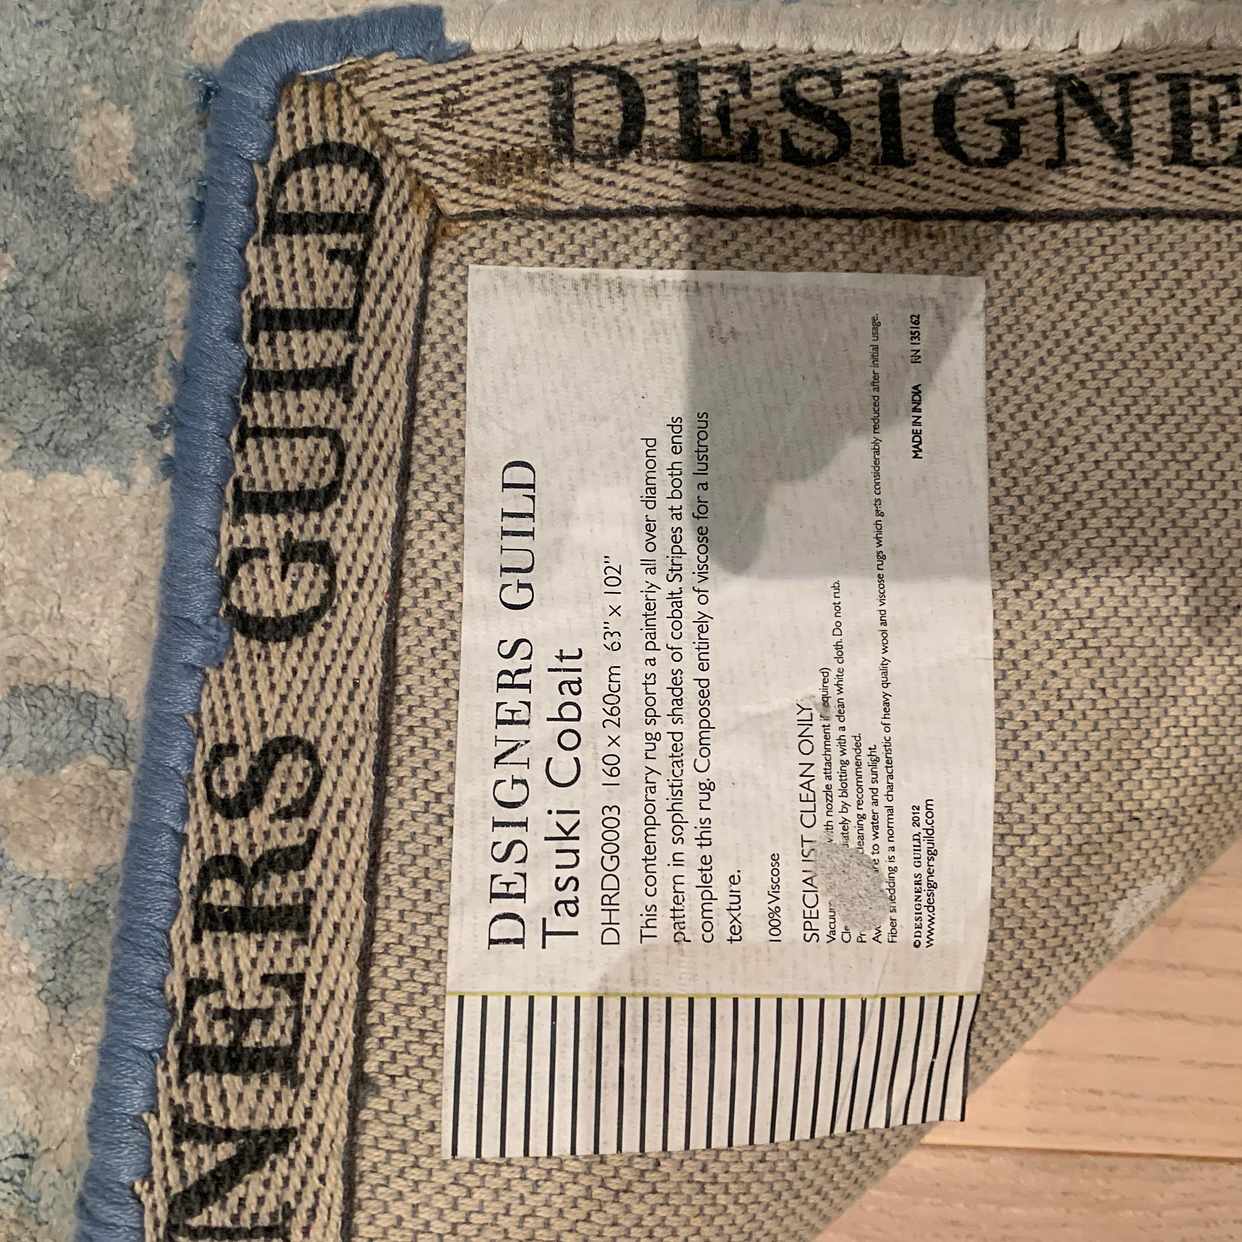 DESIGNE
NERS GUILD
DESIGNERS GUILD
Tasuki Cobalt
DHRDG0003 160 x 260cm 63" x 102"
This contemporary rug sports a painterly all over diamond
pattern in sophisticated shades of cobalt. Stripes at both ends
complete this rug. Composed entirely of viscose for a lustrous
texture.
100% Viscose
SPECIALIST CLEAN ONLY
with nozzle attachment
by blotting with a clean white cloth. Do not rub.
cleaning recommended.
to water and sunlight.
Fiber shedding is a normal characteristic of heavy quality wool and viscose rugs which gets considerably reduced after initial usage.
© DESIGNERS GUILD, 2012 MADE IN INDIA RN 135162
www.designersguild.com